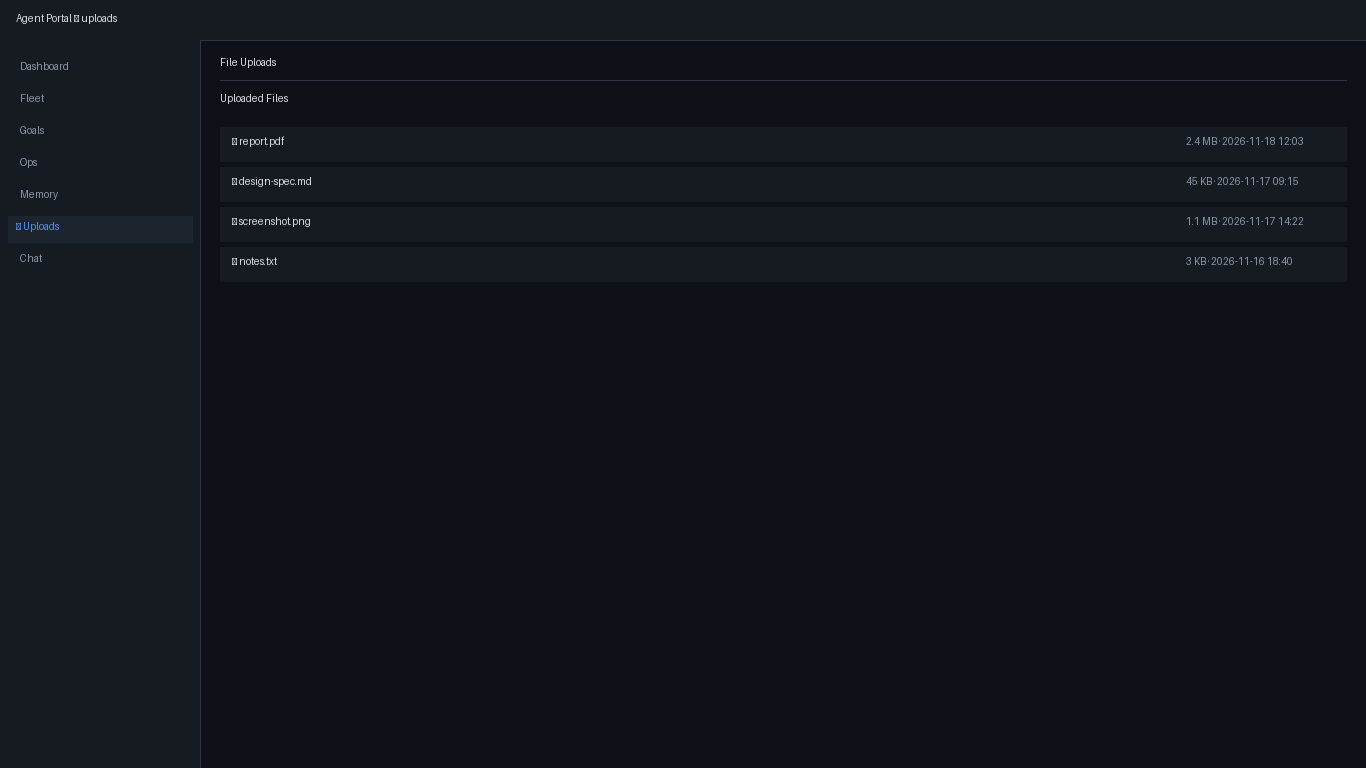 Agent Portal uploads
Dashboard
Fleet
Goals
Ops
Memory
Uploads
Chat
File Uploads
Uploaded Files
report.pdf 2.4 MB · 2026-11-18 12:03
design-spec.md 45 KB · 2026-11-17 09:15
screenshot.png 1.1 MB · 2026-11-17 14:22
notes.txt 3 KB · 2026-11-16 18:40